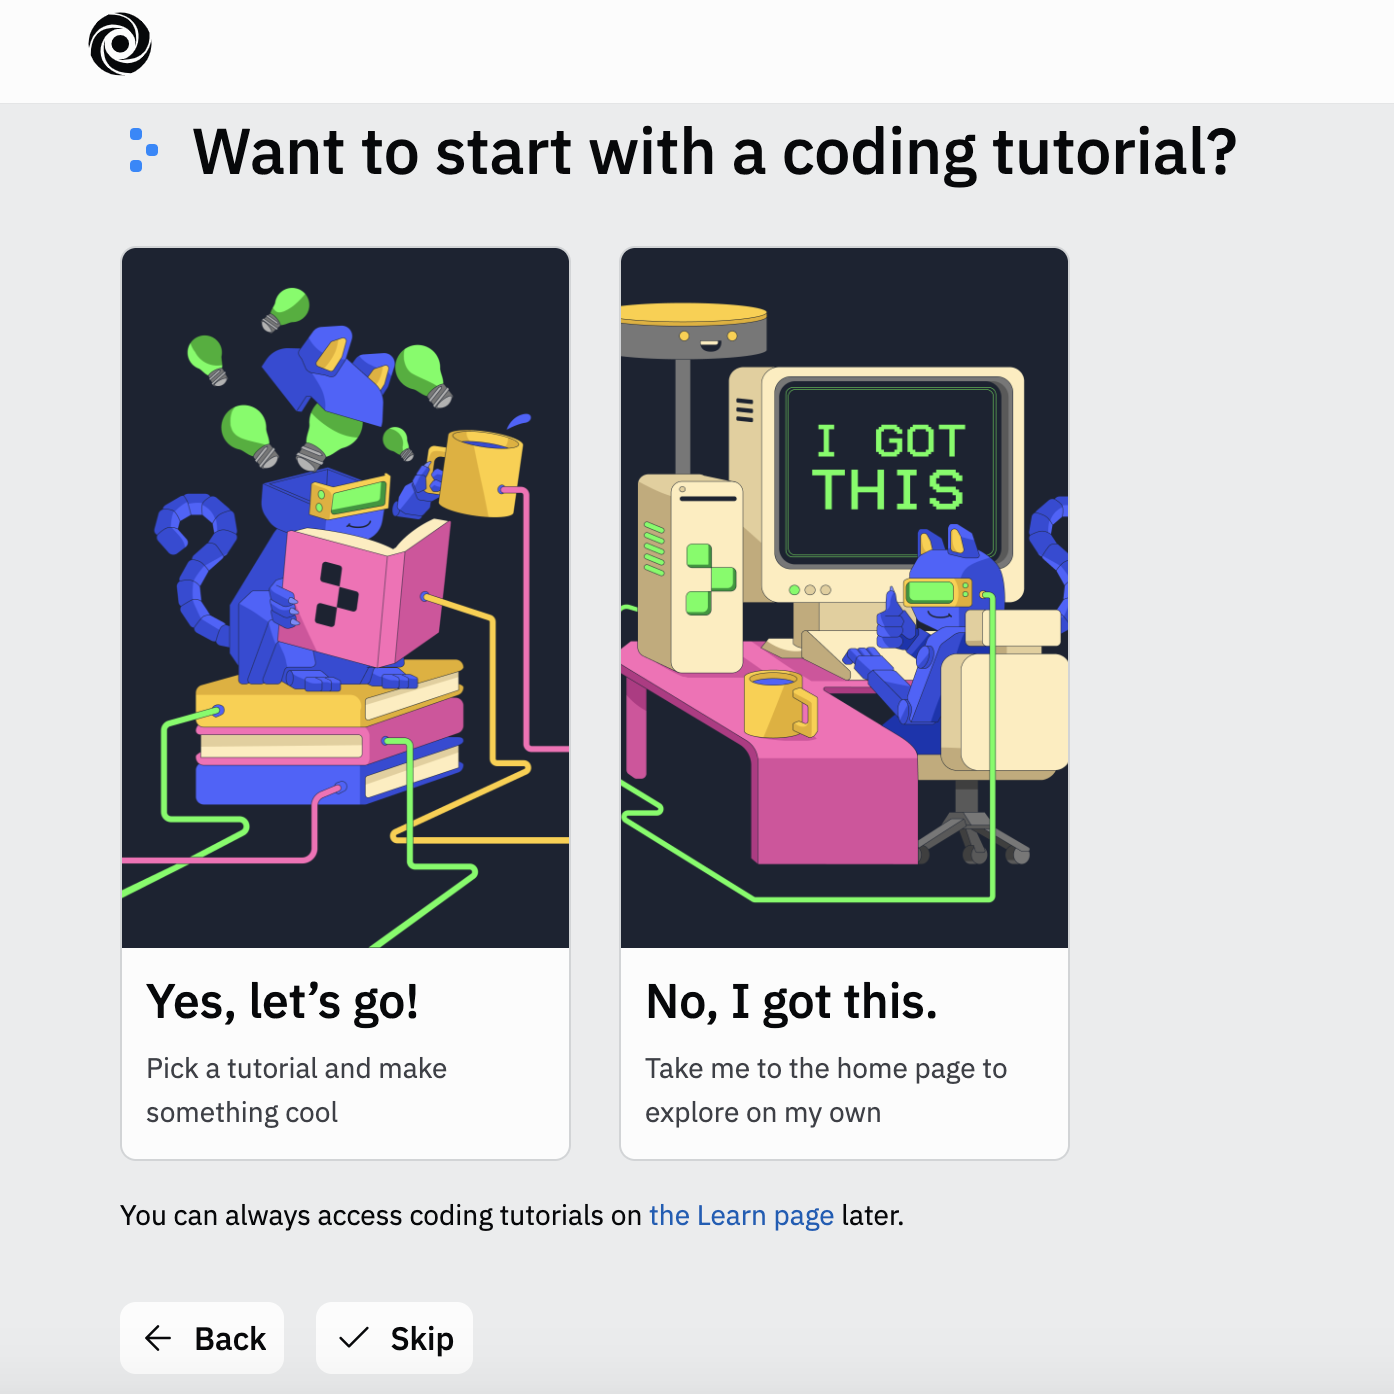 Want to start with a coding tutorial?
I GOT
THIS
Yes, let’s go!
Pick a tutorial and make
something cool
No, I got this.
Take me to the home page to
explore on my own
You can always access coding tutorials on the Learn page later.
Back
Skip